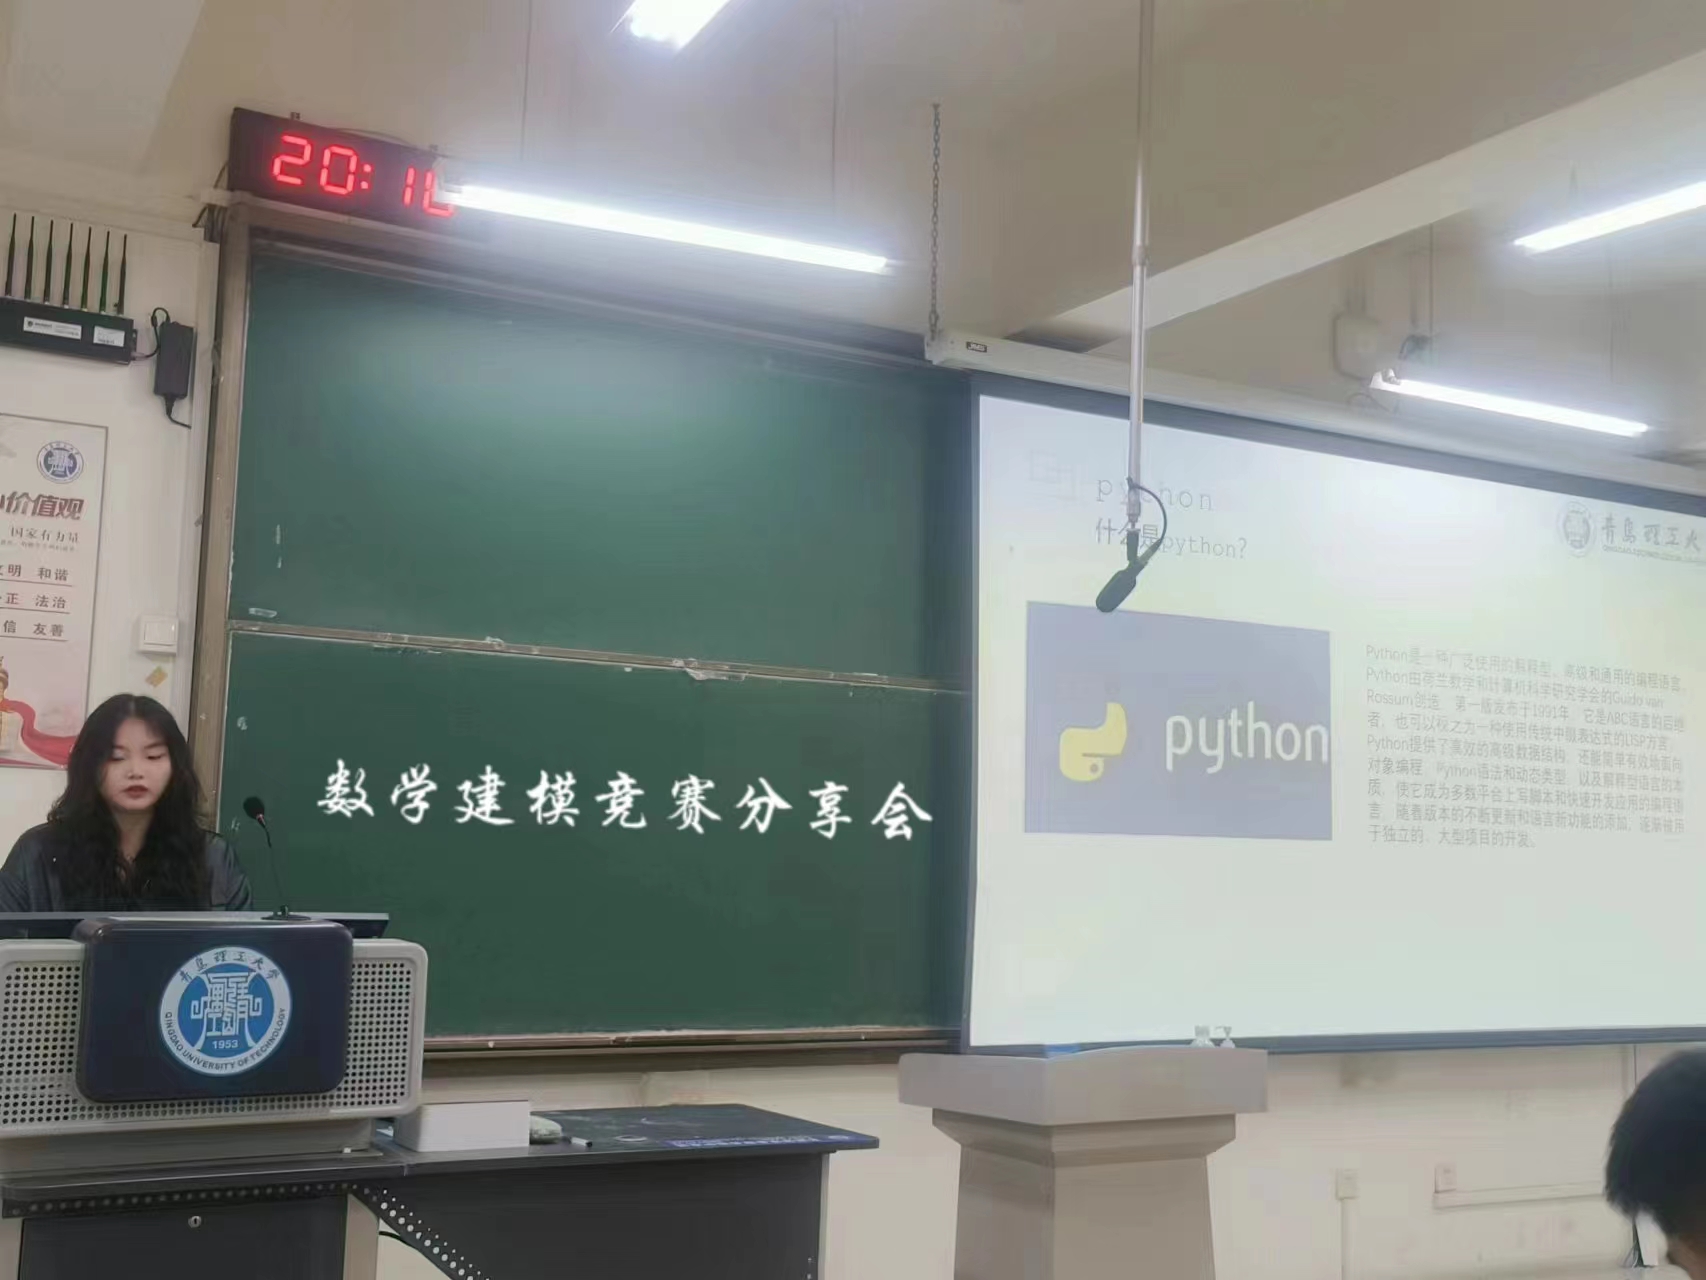 价值观
国家有力量
文明 和谐
正 法治
信 友善
数学建模竞赛分享会
青岛理工大学
1953
QINGDAO UNIVERSITY OF TECHNOLOGY
python
什么是python?
青岛理工大
python
Python是一种广泛使用的解释型、高级和通用的编程语言。
Python由荷兰数学和计算机科学研究学会的Guido van
Rossum创造，第一版发布于1991年，它是ABC语言的后继
者，也可以视之为一种使用传统中缀表达式的LISP方言。
Python提供了高效的高级数据结构，还能简单有效地面向
对象编程。Python语法和动态类型，以及解释型语言的本
质，使它成为多数平台上写脚本和快速开发应用的编程语
言，随着版本的不断更新和语言新功能的添加，逐渐被用
于独立的、大型项目的开发。